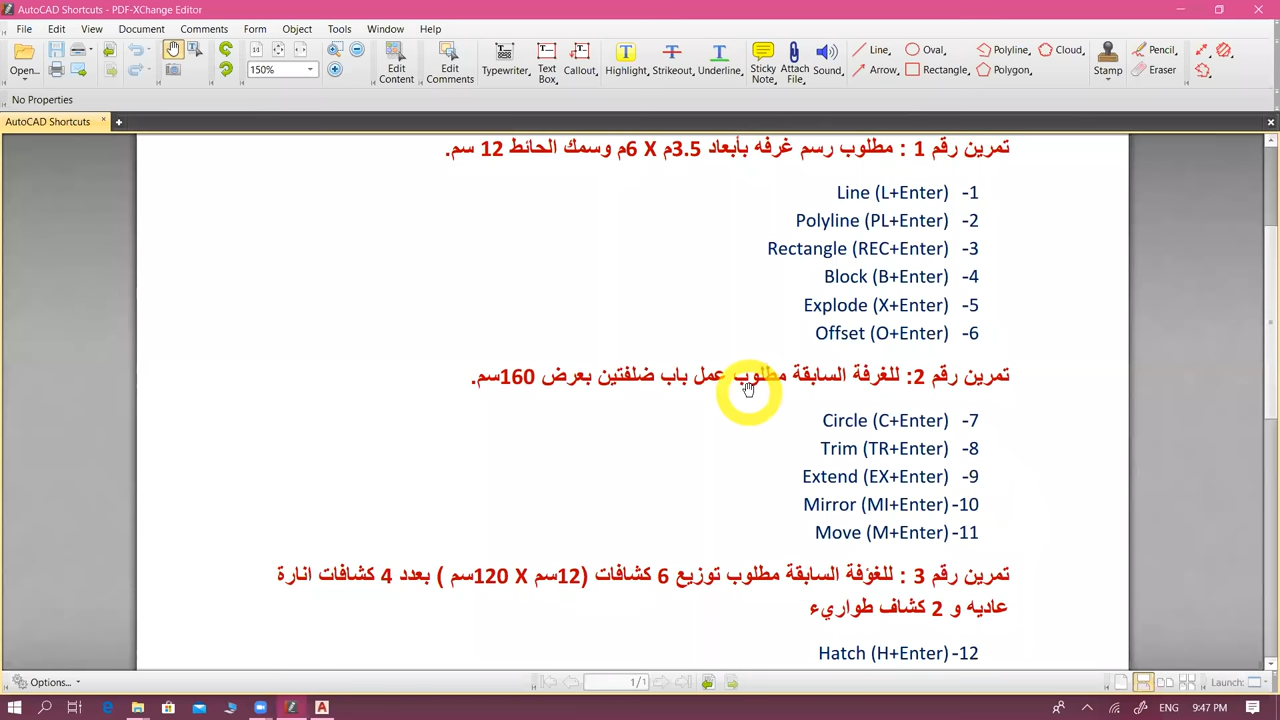 AutoCAD Shortcuts - PDF-XChange Editor
File Edit View Document Comments Form Object Tools Window Help
Open... 150% Edit Content Edit Comments Typewriter Text Box Callout Highlight Strikeout Underline Sticky Note Attach File Sound Line Arrow Oval Rectangle Polyline Polygon Cloud Stamp Pencil Eraser
No Properties
AutoCAD Shortcuts
تمرين رقم 1 : مطلوب رسم غرفه بأبعاد 3.5م X 6م وسمك الحائط 12 سم.
1- Line (L+Enter)
2- Polyline (PL+Enter)
3- Rectangle (REC+Enter)
4- Block (B+Enter)
5- Explode (X+Enter)
6- Offset (O+Enter)
تمرين رقم 2: للغرفة السابقة مطلوب عمل باب ضلفتين بعرض 160سم.
7- Circle (C+Enter)
8- Trim (TR+Enter)
9- Extend (EX+Enter)
10- Mirror (MI+Enter)
11- Move (M+Enter)
تمرين رقم 3 : للغؤفة السابقة مطلوب توزيع 6 كشافات (12سم X 120سم ) بعدد 4 كشافات انارة
عاديه و 2 كشاف طواريء
12- Hatch (H+Enter)
Options... 1/1 Launch:
ENG 9:47 PM